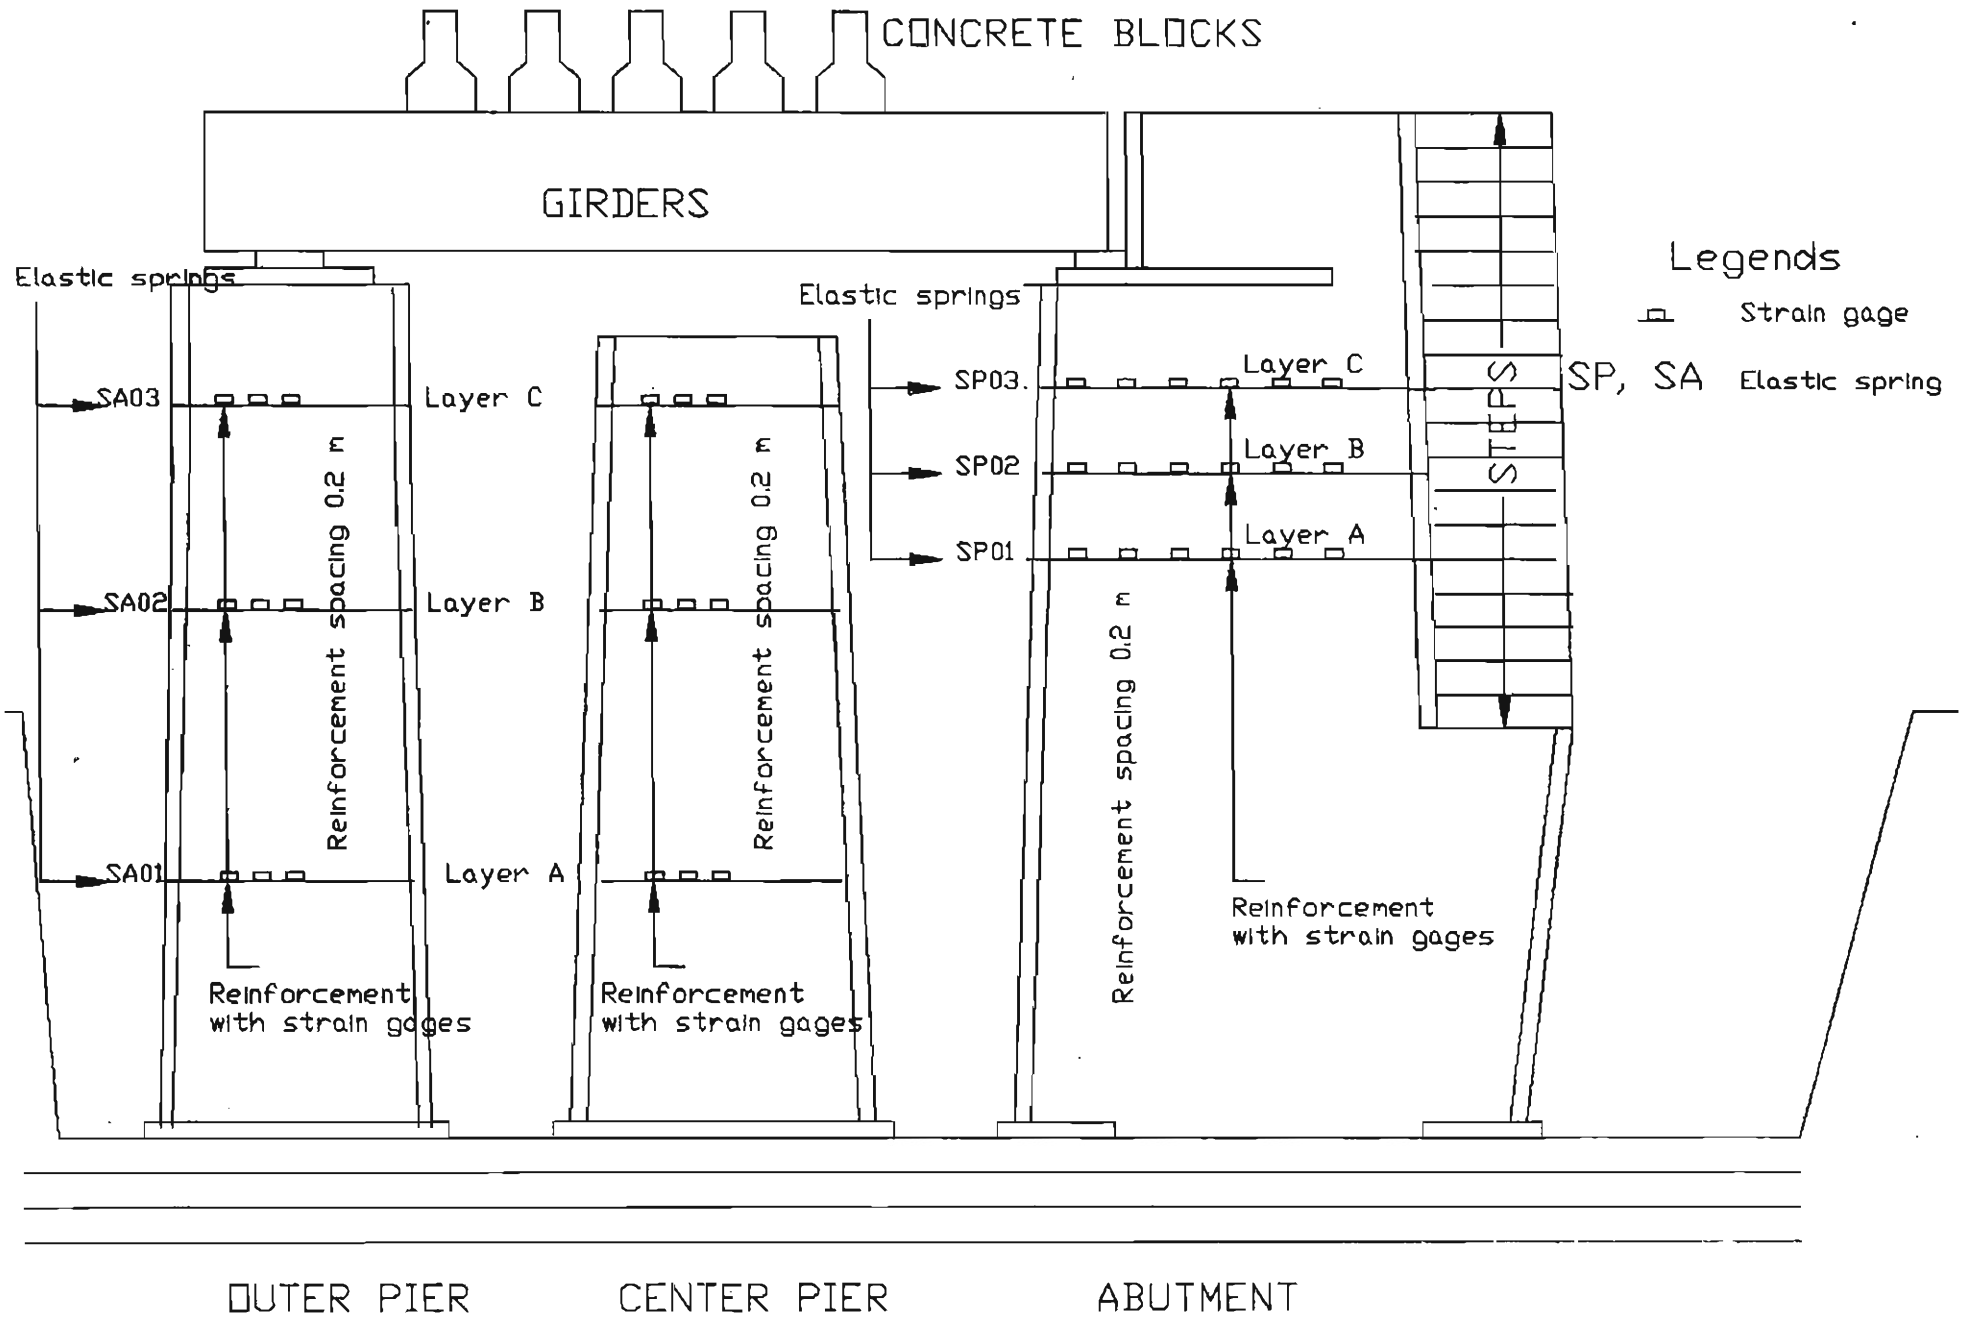 CONCRETE BLOCKS
GIRDERS
Legends
Strain gage
SP, SA Elastic spring
Elastic springs
Elastic springs
SA03
Layer C
SA02
Layer B
SA01
Layer A
Reinforcement spacing 0.2 m
Reinforcement spacing 0.2 m
Reinforcement
with strain gages
Reinforcement
with strain gages
SP03.
Layer C
SP02
Layer B
SP01
Layer A
Reinforcement spacing 0.2 m
Reinforcement
with strain gages
STEPS
OUTER PIER
CENTER PIER
ABUTMENT